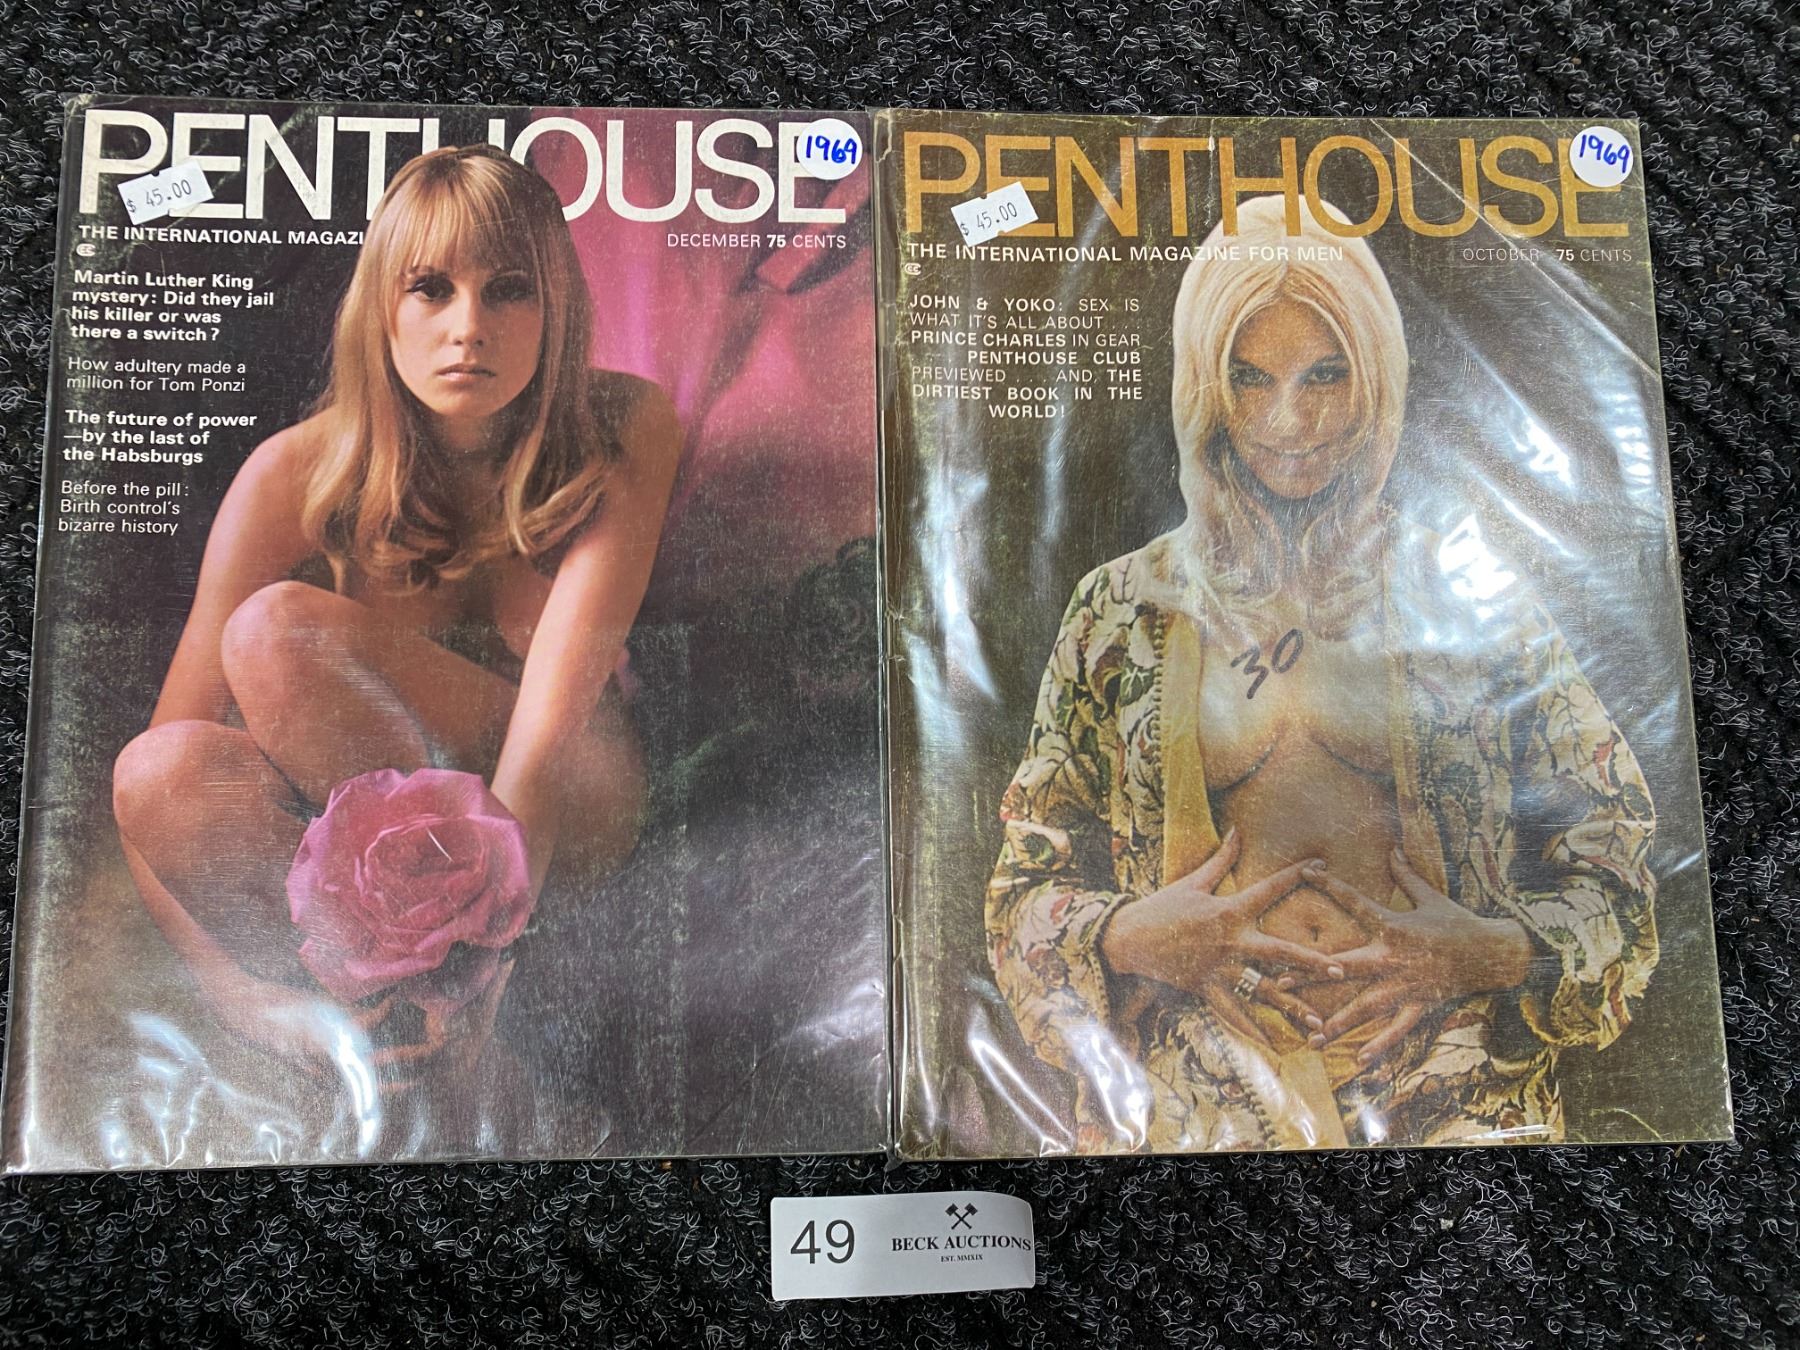 PENTHOUSE
1969
$ 45.00
THE INTERNATIONAL MAGAZI
DECEMBER 75 CENTS
Martin Luther King
mystery: Did they jail
his killer or was
there a switch?
How adultery made a
million for Tom Ponzi
The future of power
—by the last of
the Habsburgs
Before the pill:
Birth control's
bizarre history
PENTHOUSE
1969
$ 45.00
THE INTERNATIONAL MAGAZINE FOR MEN
OCTOBER 75 CENTS
JOHN & YOKO: SEX IS
WHAT IT'S ALL ABOUT ...
PRINCE CHARLES IN GEAR
... PENTHOUSE CLUB
PREVIEWED ... AND, THE
DIRTIEST BOOK IN THE
WORLD!
30
49
BECK AUCTIONS
EST. MMXIX